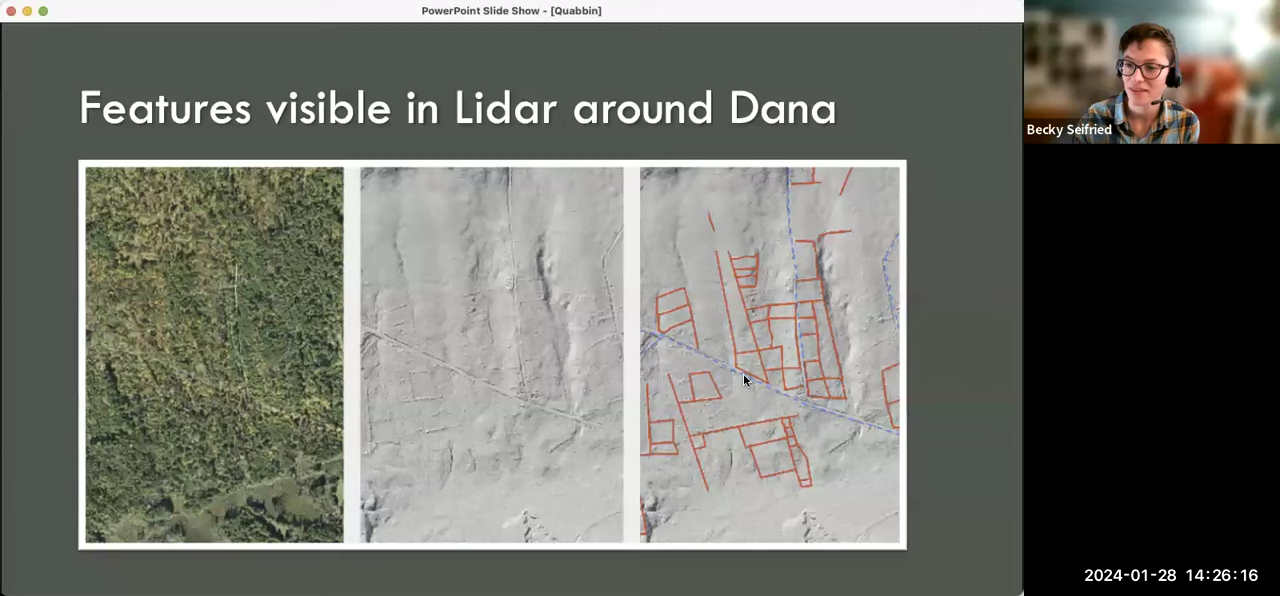 PowerPoint Slide Show - [Quabbin]
Features visible in Lidar around Dana
Becky Seifried
2024-01-28 14:26:16